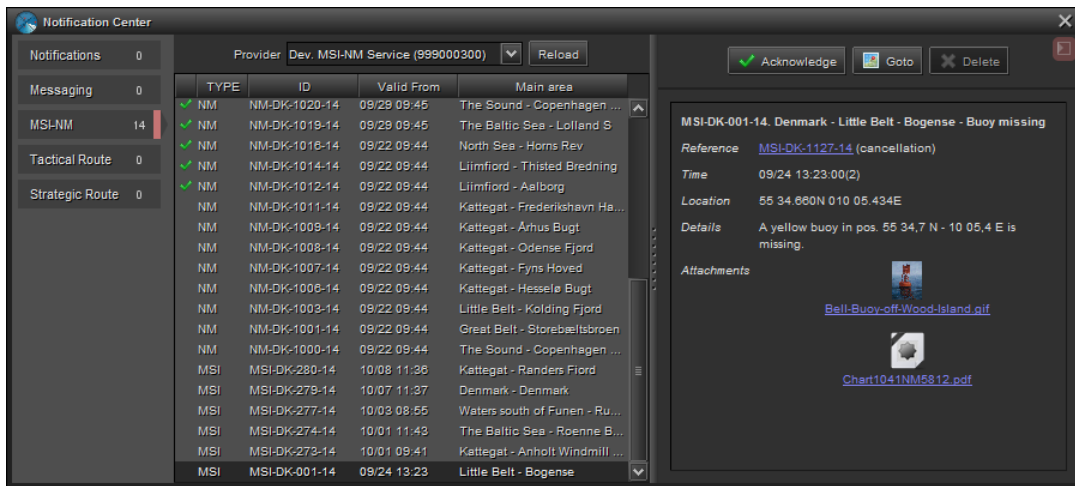 Notification Center
Notifications 0
Messaging 0
MSI-NM 14
Tactical Route 0
Strategic Route 0
Provider Dev. MSI-NM Service (999000300) Reload
TYPE ID Valid From Main area
NM NM-DK-1020-14 09/29 09:45 The Sound - Copenhagen ...
NM NM-DK-1019-14 09/29 09:45 The Baltic Sea - Lolland S
NM NM-DK-1016-14 09/22 09:44 North Sea - Horns Rev
NM NM-DK-1014-14 09/22 09:44 Limfjord - Thisted Bredning
NM NM-DK-1012-14 09/22 09:44 Limfjord - Aalborg
NM NM-DK-1011-14 09/22 09:44 Kattegat - Frederikshavn Ha...
NM NM-DK-1009-14 09/22 09:44 Kattegat - Århus Bugt
NM NM-DK-1008-14 09/22 09:44 Kattegat - Odense Fjord
NM NM-DK-1007-14 09/22 09:44 Kattegat - Fyns Hoved
NM NM-DK-1006-14 09/22 09:44 Kattegat - Hesselø Bugt
NM NM-DK-1003-14 09/22 09:44 Little Belt - Kolding Fjord
NM NM-DK-1001-14 09/22 09:44 Great Belt - Storebæltsbroen
NM NM-DK-1000-14 09/22 09:44 The Sound - Copenhagen ...
MSI MSI-DK-280-14 10/08 11:36 Kattegat - Randers Fjord
MSI MSI-DK-279-14 10/07 11:37 Denmark - Denmark
MSI MSI-DK-277-14 10/03 08:55 Waters south of Funen - Ru...
MSI MSI-DK-274-14 10/01 11:43 The Baltic Sea - Roenne B...
MSI MSI-DK-273-14 10/01 09:41 Kattegat - Anholt Windmill ...
MSI MSI-DK-001-14 09/24 13:23 Little Belt - Bogense
Acknowledge Goto Delete
MSI-DK-001-14. Denmark - Little Belt - Bogense - Buoy missing
Reference MSI-DK-1127-14 (cancellation)
Time 09/24 13:23:00(2)
Location 55 34.660N 010 05.434E
Details A yellow buoy in pos. 55 34,7 N - 10 05,4 E is
missing.
Attachments
Bell-Buoy-off-Wood-Island.gif
Chart1041NM5812.pdf